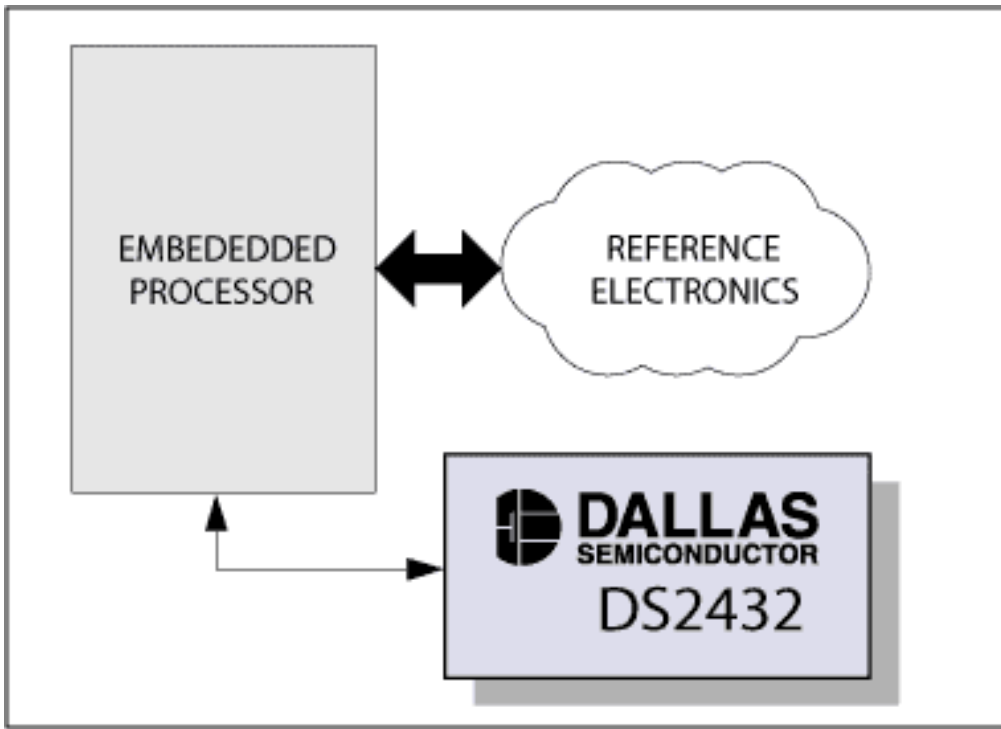 EMBEDEDDED
PROCESSOR
REFERENCE
ELECTRONICS
DALLAS
SEMICONDUCTOR
DS2432